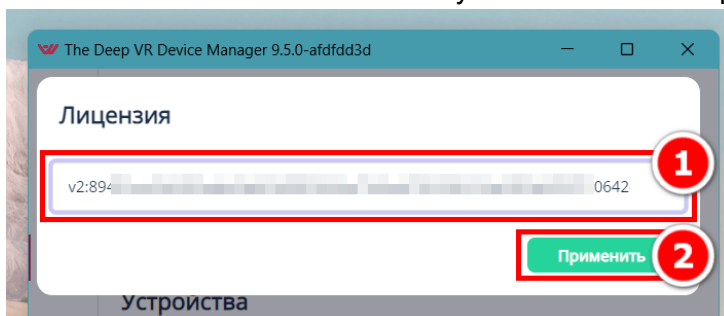 The Deep VR Device Manager 9.5.0-afdfdd3d
Лицензия
1
v2:894 0642
Применить
2
Устройства